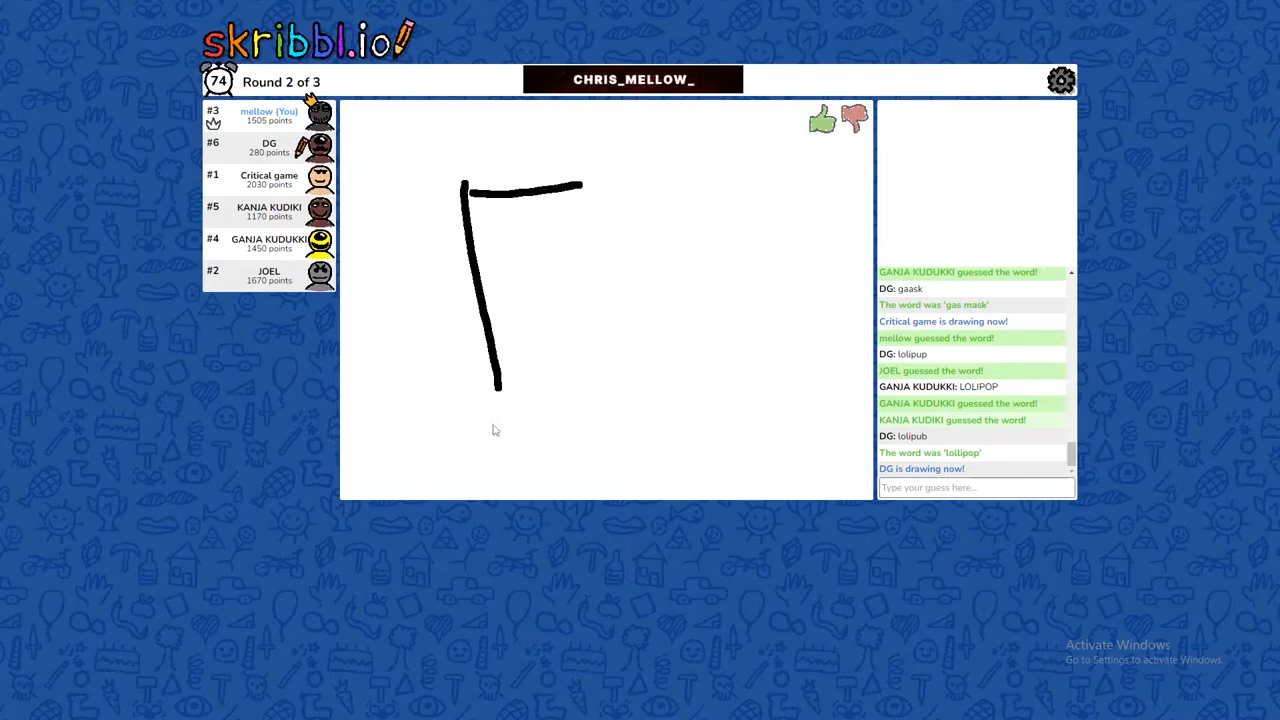 skribbl.io
74
Round 2 of 3
CHRIS_MELLOW_
#3
mellow (You)
1505 points
#6
DG
280 points
#1
Critical game
2030 points
#5
KANJA KUDIKI
1170 points
#4
GANJA KUDUKKI
1450 points
#2
JOEL
1670 points
GANJA KUDUKKI guessed the word!
DG: gaask
The word was 'gas mask'
Critical game is drawing now!
mellow guessed the word!
DG: lolipup
JOEL guessed the word!
GANJA KUDUKKI: LOLIPOP
GANJA KUDUKKI guessed the word!
KANJA KUDIKI guessed the word!
DG: lolipub
The word was 'lollipop'
DG is drawing now!
Type your guess here...
Activate Windows
Go to Settings to activate Windows.